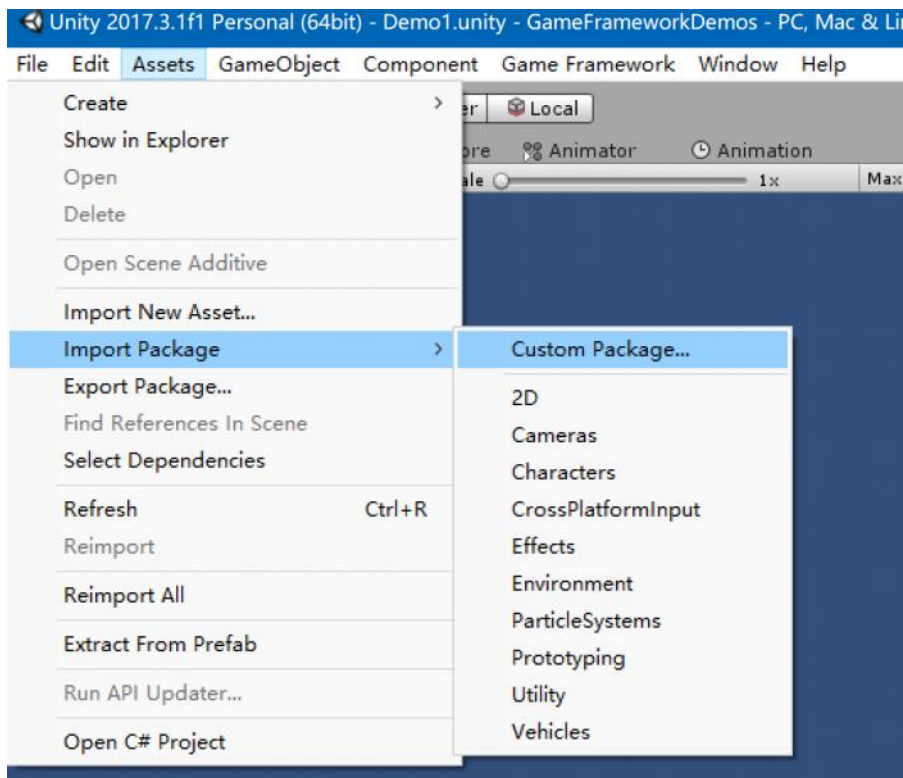 Unity 2017.3.1f1 Personal (64bit) - Demo1.unity - GameFrameworkDemos - PC, Mac &
File Edit Assets GameObject Component Game Framework Window Help
Local
Animator Animation
1x Max
Create
Show in Explorer
Open
Delete
Open Scene Additive
Import New Asset...
Import Package
Export Package...
Find References In Scene
Select Dependencies
Refresh Ctrl+R
Reimport
Reimport All
Extract From Prefab
Run API Updater...
Open C# Project
Custom Package...
2D
Cameras
Characters
CrossPlatformInput
Effects
Environment
ParticleSystems
Prototyping
Utility
Vehicles